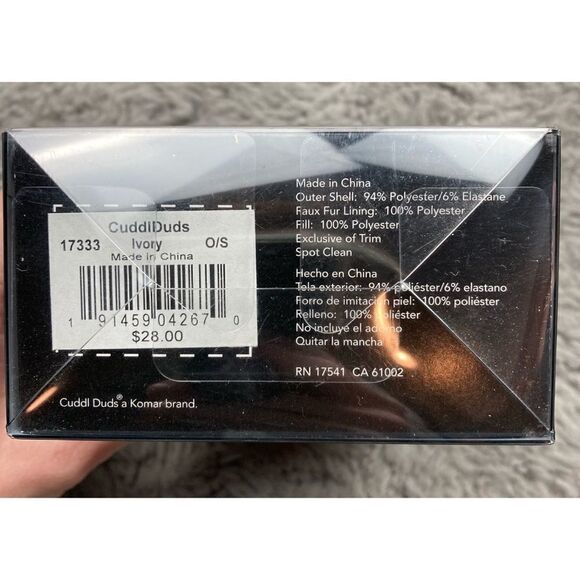 CuddlDuds
17333 Ivory O/S
Made in China
1 91459 04267 0
$28.00
Cuddl Duds® a Komar brand.
Made in China
Outer Shell: 94% Polyester/6% Elastane
Faux Fur Lining: 100% Polyester
Fill: 100% Polyester
Exclusive of Trim
Spot Clean
Hecho en China
Tela exterior: 94% poliéster/6% elastano
Forro de imitación piel: 100% poliéster
Relleno: 100% poliéster
No incluye el adorno
Quitar la mancha
RN 17541 CA 61002